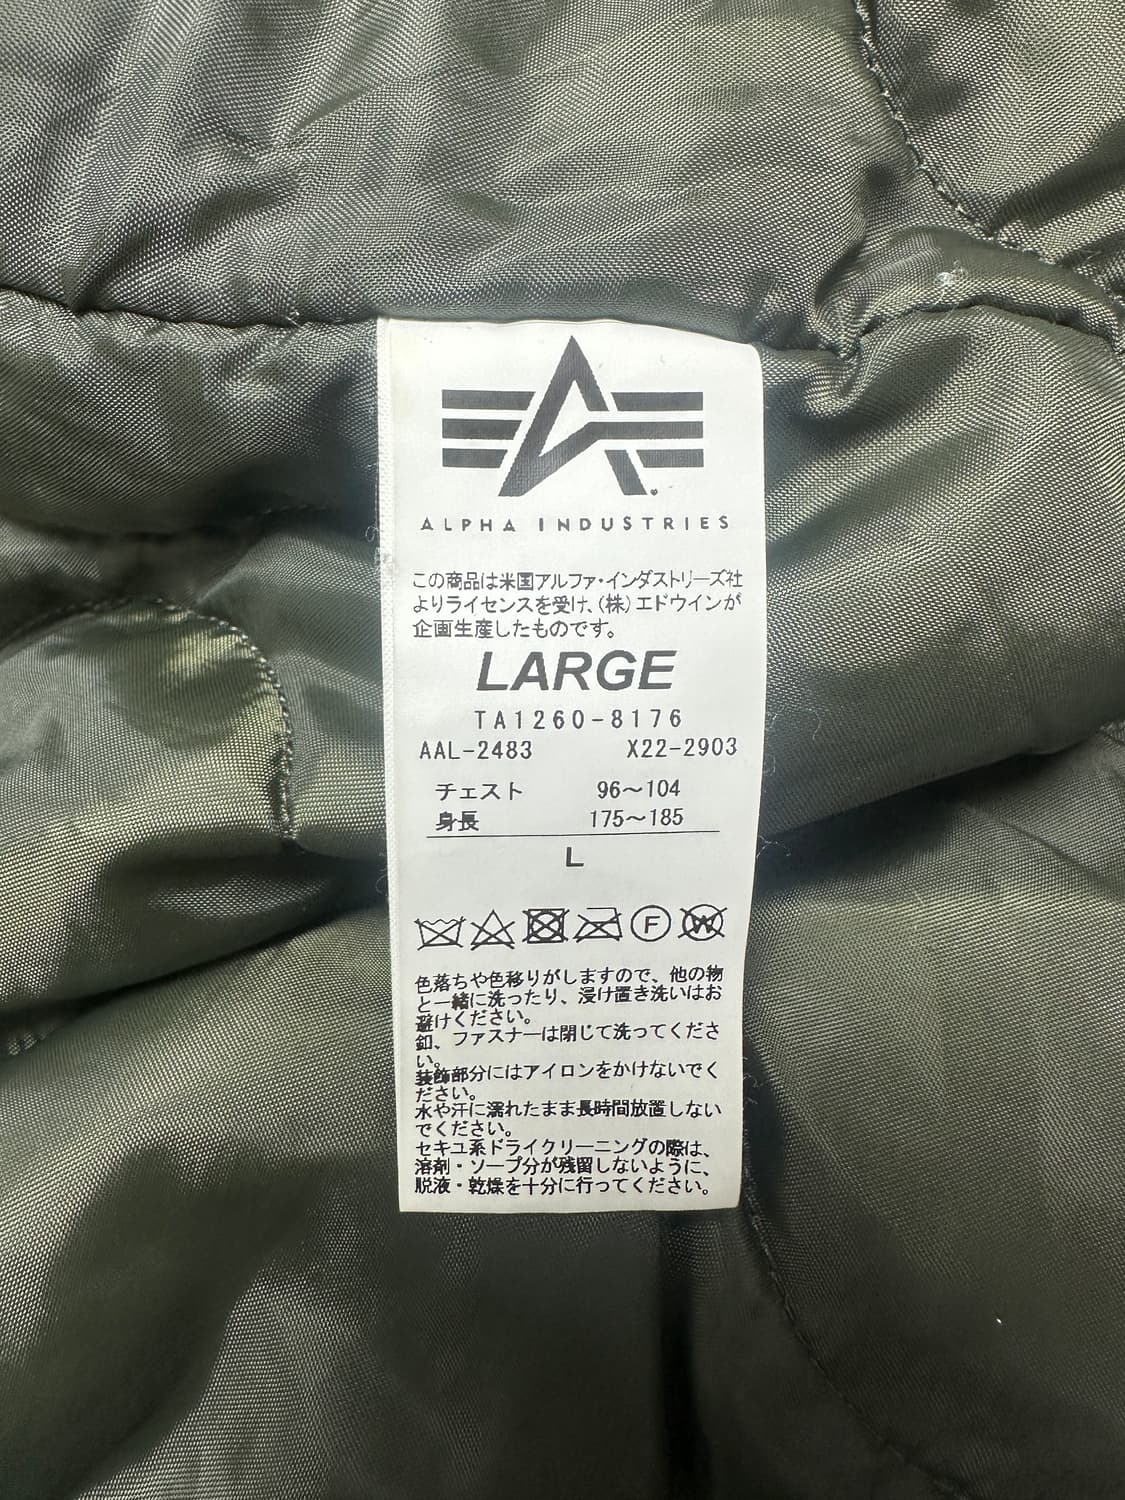 ALPHA INDUSTRIES
この商品は米国アルファ・インダストリーズ社
よりライセンスを受け、(株)エドウインが
企画生産したものです。
LARGE
TA1260-8176
AAL-2483 X22-2903
チェスト 96〜104
身長 175〜185
L
F W
色落ちや色移りがしますので、他の物
と一緒に洗ったり、浸け置き洗いはお
避けください。
釦、ファスナーは閉じて洗ってくださ
い。
装飾部分にはアイロンをかけないでく
ださい。
水や汗に濡れたまま長時間放置しない
でください。
セキユ系ドライクリーニングの際は、
溶剤・ソープ分が残留しないように、
脱液・乾燥を十分に行ってください。